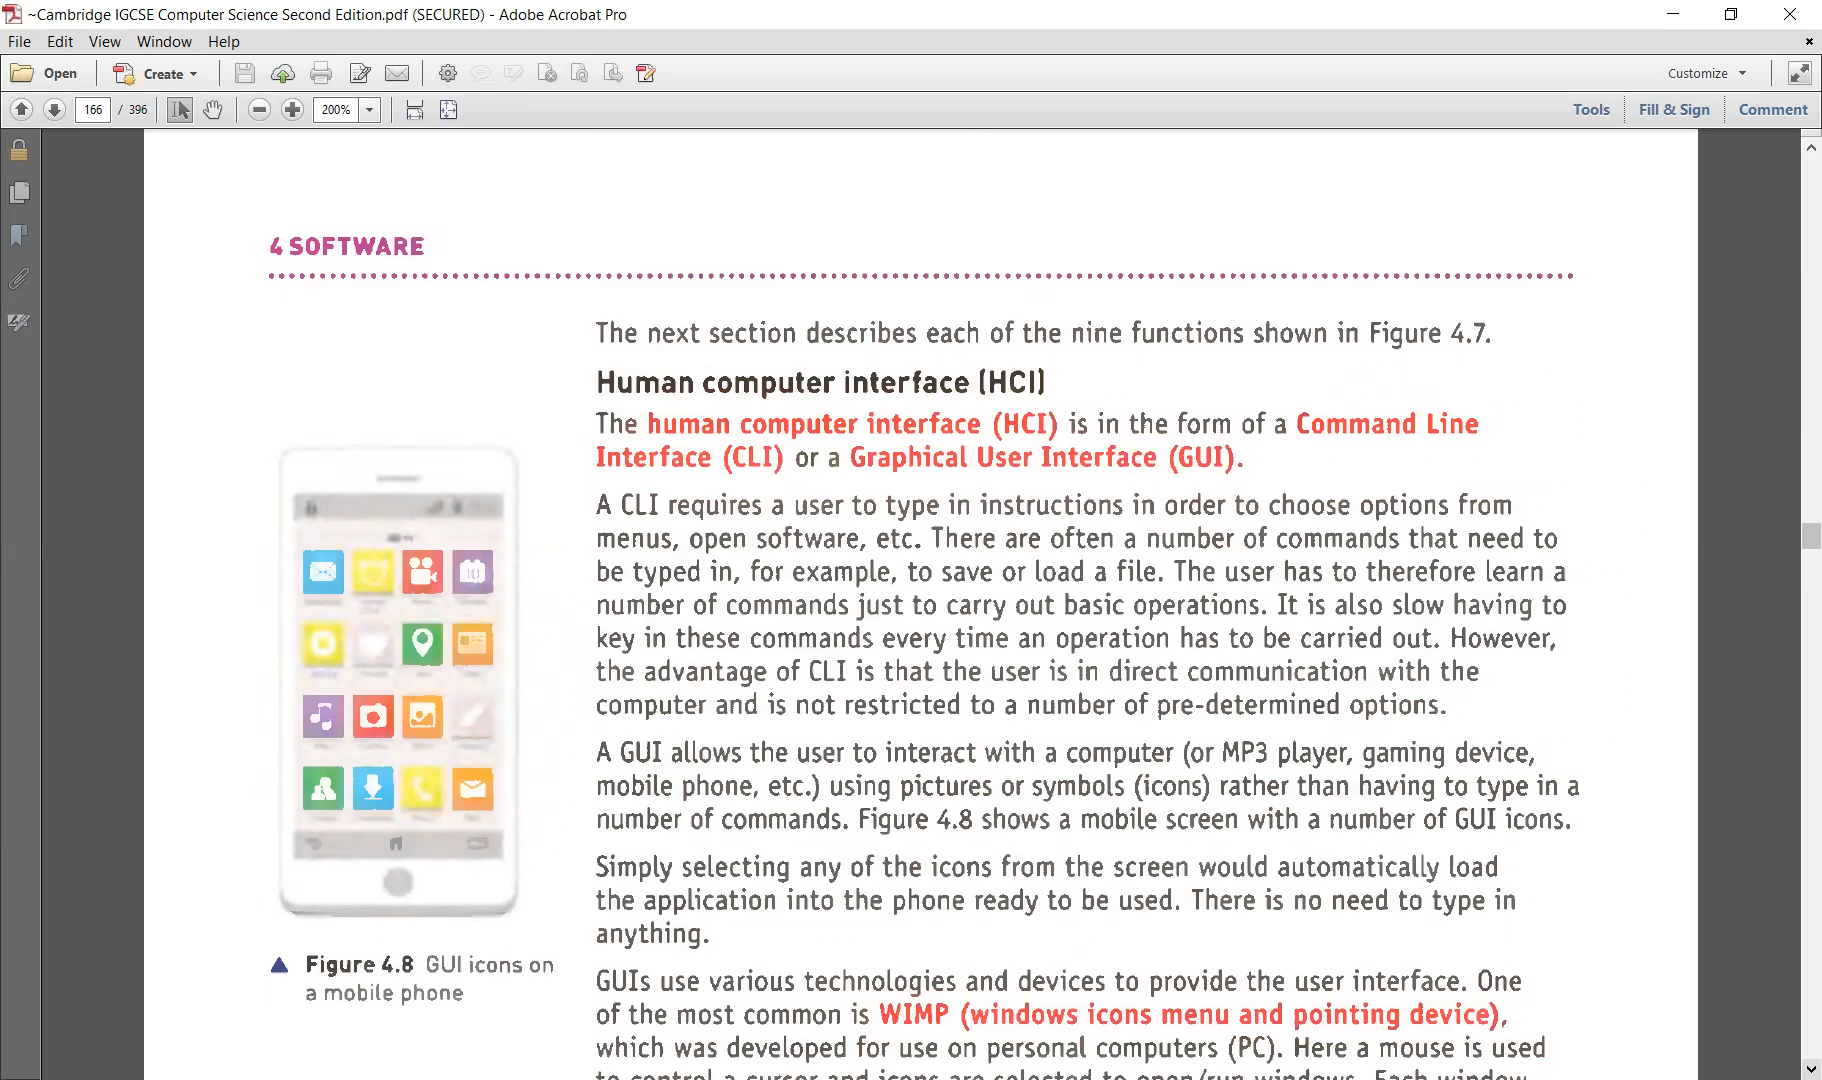 ~Cambridge IGCSE Computer Science Second Edition.pdf (SECURED) - Adobe Acrobat Pro
File Edit View Window Help
Open Create Customize
166 / 396 200% Tools Fill & Sign Comment
4 SOFTWARE
The next section describes each of the nine functions shown in Figure 4.7.
Human computer interface (HCI)
The human computer interface (HCI) is in the form of a Command Line
Interface (CLI) or a Graphical User Interface (GUI).
A CLI requires a user to type in instructions in order to choose options from
menus, open software, etc. There are often a number of commands that need to
be typed in, for example, to save or load a file. The user has to therefore learn a
number of commands just to carry out basic operations. It is also slow having to
key in these commands every time an operation has to be carried out. However,
the advantage of CLI is that the user is in direct communication with the
computer and is not restricted to a number of pre-determined options.
A GUI allows the user to interact with a computer (or MP3 player, gaming device,
mobile phone, etc.) using pictures or symbols (icons) rather than having to type in a
number of commands. Figure 4.8 shows a mobile screen with a number of GUI icons.
Simply selecting any of the icons from the screen would automatically load
the application into the phone ready to be used. There is no need to type in
anything.
Figure 4.8 GUI icons on
a mobile phone
GUIs use various technologies and devices to provide the user interface. One
of the most common is WIMP (windows icons menu and pointing device),
which was developed for use on personal computers (PC). Here a mouse is used
to control a cursor and icons are selected to open/run windows. Each window